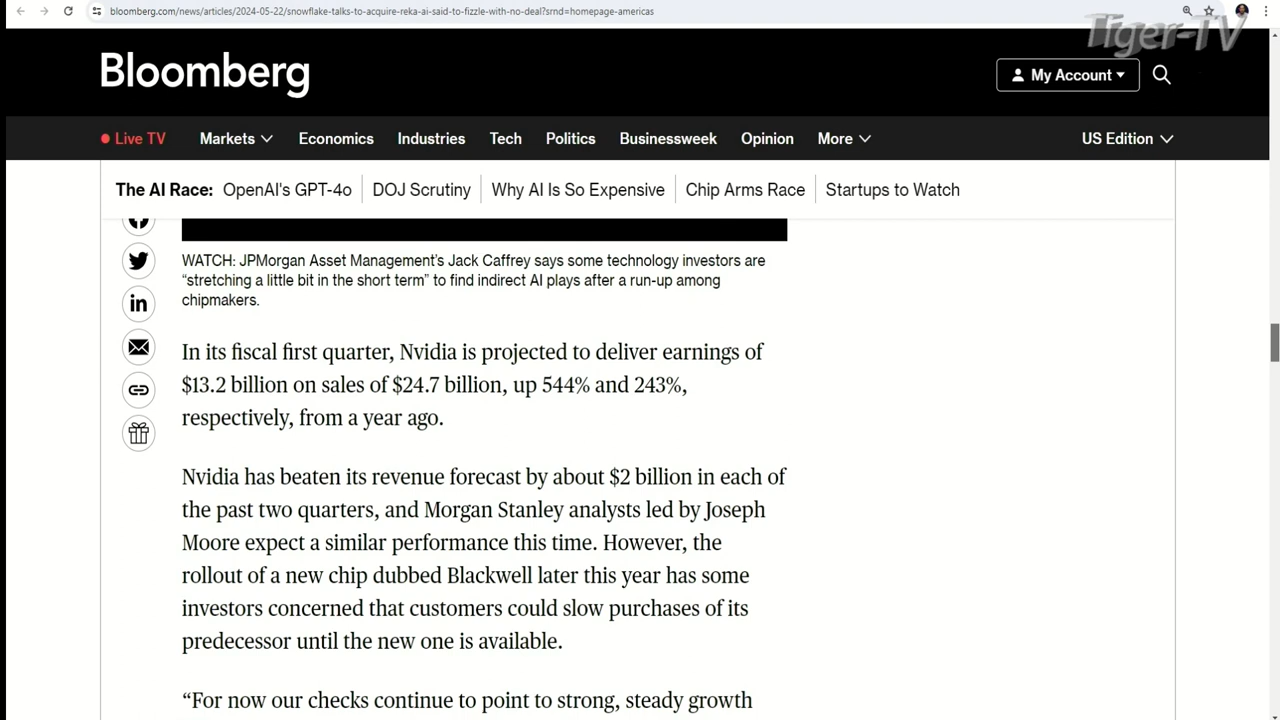 bloomberg.com/news/articles/2024-05-22/snowflake-talks-to-acquire-reka-ai-said-to-fizzle-with-no-deal?srnd=homepage-americas
Tiger-TV
Bloomberg
My Account
Live TV Markets Economics Industries Tech Politics Businessweek Opinion More US Edition
The AI Race: OpenAI's GPT-4o DOJ Scrutiny Why AI Is So Expensive Chip Arms Race Startups to Watch
WATCH: JPMorgan Asset Management's Jack Caffrey says some technology investors are
“stretching a little bit in the short term” to find indirect AI plays after a run-up among
chipmakers.
In its fiscal first quarter, Nvidia is projected to deliver earnings of
$13.2 billion on sales of $24.7 billion, up 544% and 243%,
respectively, from a year ago.
Nvidia has beaten its revenue forecast by about $2 billion in each of
the past two quarters, and Morgan Stanley analysts led by Joseph
Moore expect a similar performance this time. However, the
rollout of a new chip dubbed Blackwell later this year has some
investors concerned that customers could slow purchases of its
predecessor until the new one is available.
“For now our checks continue to point to strong, steady growth